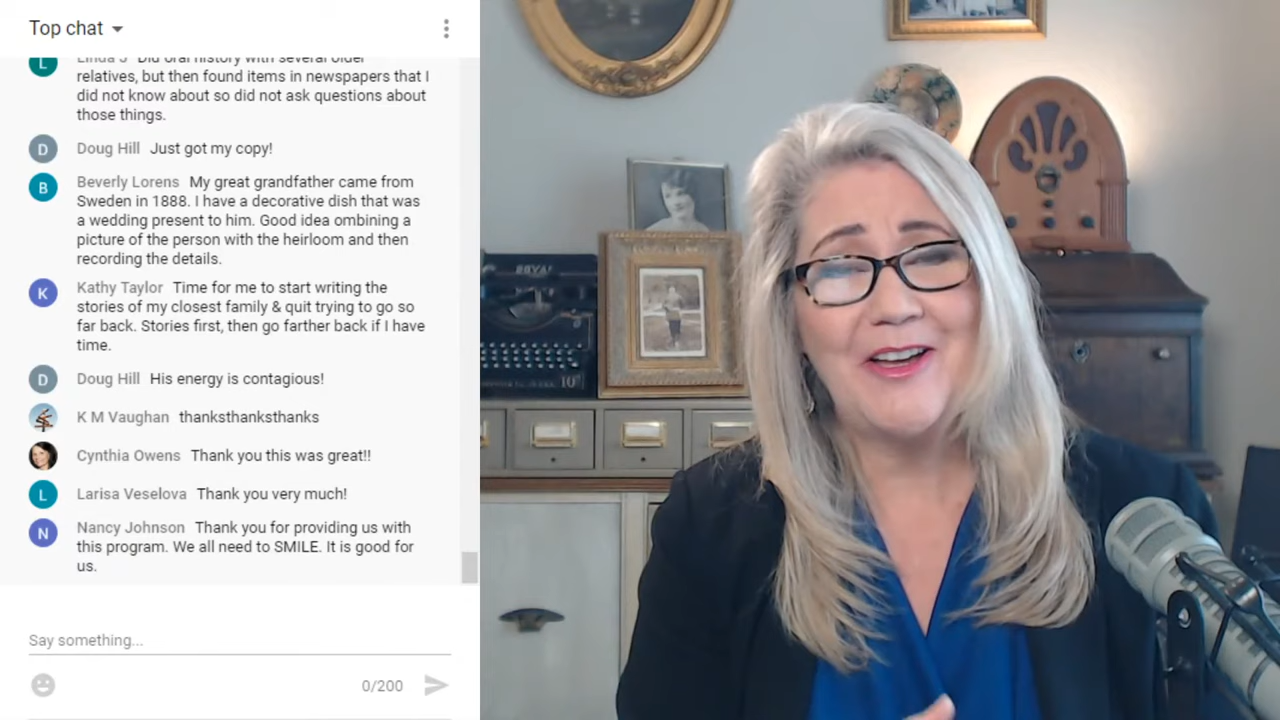 Top chat
L Linda J Did oral history with several older
relatives, but then found items in newspapers that I
did not know about so did not ask questions about
those things.
D Doug Hill Just got my copy!
B Beverly Lorens My great grandfather came from
Sweden in 1888. I have a decorative dish that was
a wedding present to him. Good idea ombining a
picture of the person with the heirloom and then
recording the details.
K Kathy Taylor Time for me to start writing the
stories of my closest family & quit trying to go so
far back. Stories first, then go farther back if I have
time.
D Doug Hill His energy is contagious!
K M Vaughan thanksthanksthanks
Cynthia Owens Thank you this was great!!
L Larisa Veselova Thank you very much!
N Nancy Johnson Thank you for providing us with
this program. We all need to SMILE. It is good for
us.
Say something...
0/200
ROYAL
10